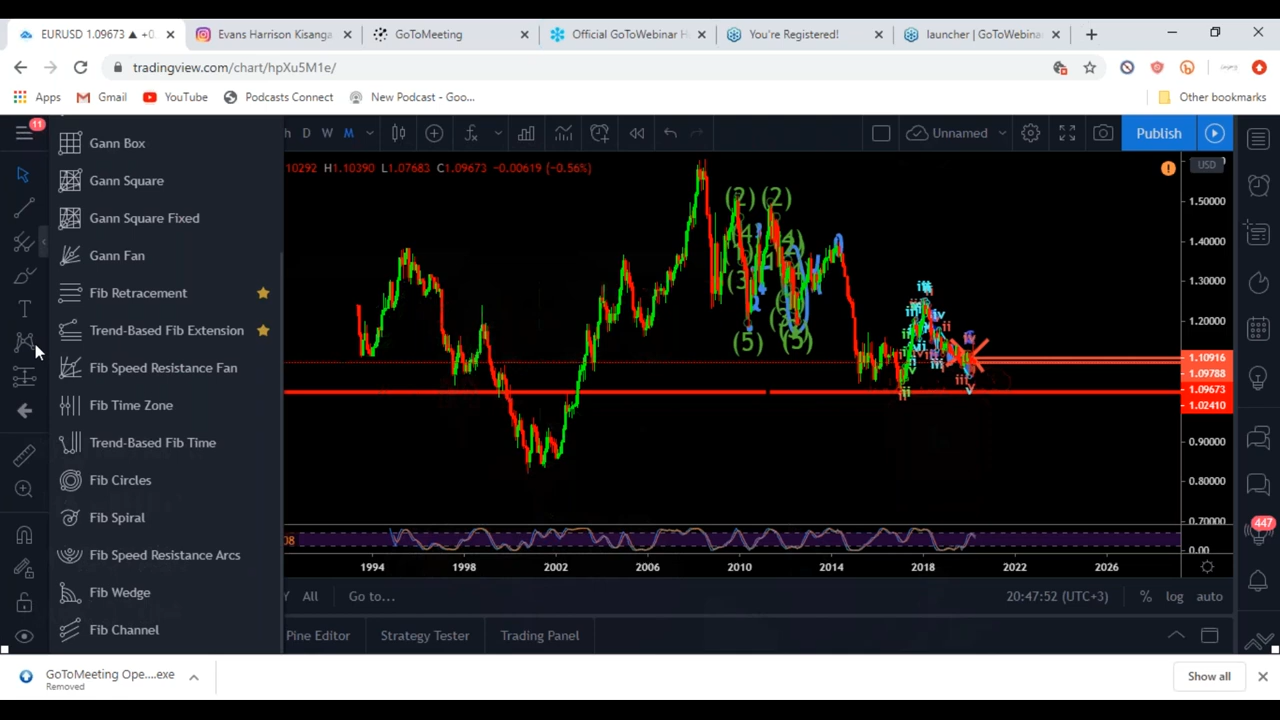 EURUSD 1.09673 ▲ +0. Evans Harrison Kisanga GoToMeeting Official GoToWebinar H You're Registered! launcher | GoToWebina
tradingview.com/chart/hpXu5M1e/
Apps Gmail YouTube Podcasts Connect New Podcast - Goo... Other bookmarks
11
h D W M Unnamed Publish
Gann Box
10292 H1.10390 L1.07683 C1.09673 -0.00619 (-0.56%)
USD
Gann Square
1.50000
(2) (2)
Gann Square Fixed
1.40000
Gann Fan
1.30000
Fib Retracement
1.20000
Trend-Based Fib Extension
(5) (5)
1.10916
Fib Speed Resistance Fan
1.09788
1.09673
Fib Time Zone
1.02410
Trend-Based Fib Time
0.90000
Fib Circles
0.80000
Fib Spiral
0.70000
447
08
0.00
Fib Speed Resistance Arcs
1994 1998 2002 2006 2010 2014 2018 2022 2026
Fib Wedge
Y All Go to... 20:47:52 (UTC+3) % log auto
Fib Channel
Pine Editor Strategy Tester Trading Panel
GoToMeeting Ope....exe
Removed
Show all